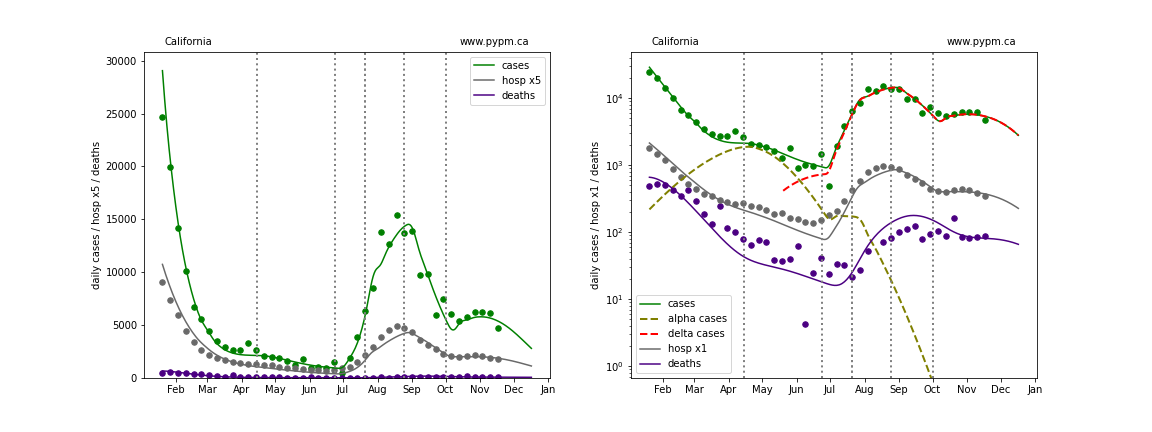 California www.pypm.ca
30000
25000
20000
15000
10000
5000
0
daily cases / hosp x5 / deaths
cases
hosp x5
deaths
Feb Mar Apr May Jun Jul Aug Sep Oct Nov Dec Jan
California www.pypm.ca
10^4
10^3
10^2
10^1
10^0
daily cases / hosp x1 / deaths
cases
alpha cases
delta cases
hosp x1
deaths
Feb Mar Apr May Jun Jul Aug Sep Oct Nov Dec Jan